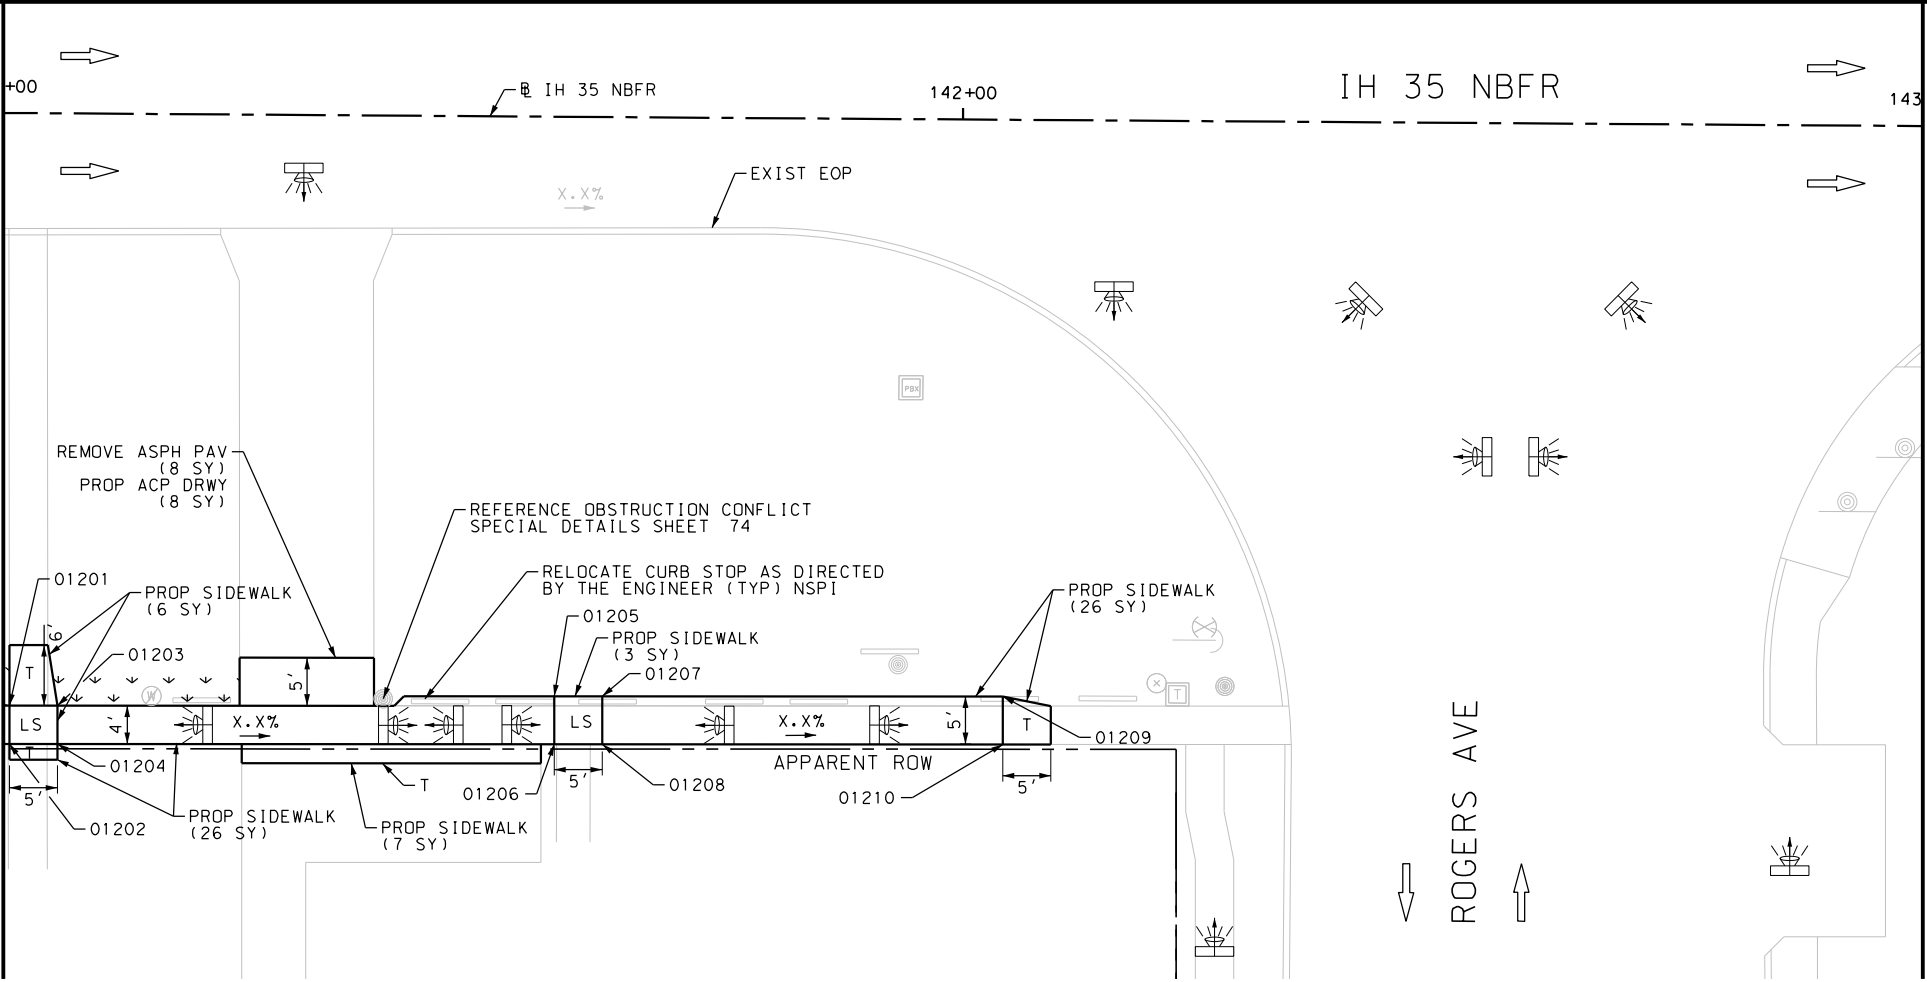 +00
BL IH 35 NBFR
142+00
IH 35 NBFR
143
EXIST EOP
X.X%
PBX
REMOVE ASPH PAV
(8 SY)
PROP ACP DRWY
(8 SY)
REFERENCE OBSTRUCTION CONFLICT
SPECIAL DETAILS SHEET 74
RELOCATE CURB STOP AS DIRECTED
BY THE ENGINEER (TYP) NSPI
01201
PROP SIDEWALK
(6 SY)
01205
PROP SIDEWALK
(26 SY)
6'
01203
PROP SIDEWALK
(3 SY)
01207
T
5'
W
T
LS
4'
X.X%
LS
X.X%
5'
T
01209
T
01204
APPARENT ROW
5'
01202
PROP SIDEWALK
(26 SY)
T
PROP SIDEWALK
(7 SY)
01206
5'
01208
01210
5'
ROGERS AVE